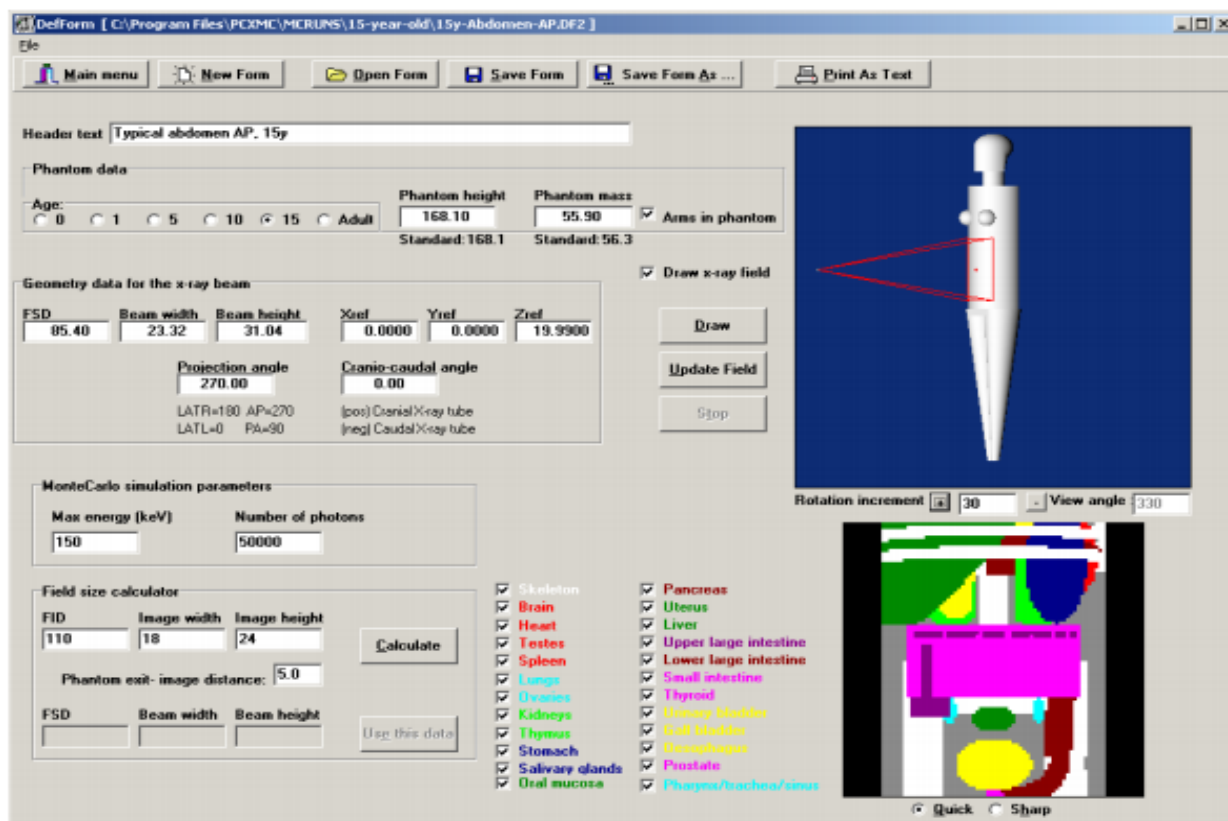 DefForm [ C:\Program Files\PCXMC\MCRUNS\15-year-old\15y-Abdomen-AP.DF2 ]
File
Main menu New Form Open Form Save Form Save Form As ... Print As Text
Header text Typical abdomen AP, 15y
Phantom data
Age:
0 1 5 10 15 Adult
Phantom height Phantom mass
168.10 55.90 Arms in phantom
Standard: 168.1 Standard: 56.3
Draw x-ray field
Geometry data for the x-ray beam
FSD Beam width Beam height Xref Yref Zref
85.40 23.32 31.04 0.0000 0.0000 19.9900
Draw
Projection angle Cranio-caudal angle
270.00 0.00
Update Field
LATR=180 AP=270 (pos) Cranial X-ray tube
LATL=0 PA=90 (neg) Caudal X-ray tube
Stop
MonteCarlo simulation parameters
Max energy (keV) Number of photons
150 50000
Rotation increment + 30 - View angle 330
Field size calculator
FID Image width Image height
110 18 24
Calculate
Phantom exit- image distance: 5.0
FSD Beam width Beam height
Use this data
Skeleton
Brain
Heart
Testes
Spleen
Lungs
Ovaries
Kidneys
Thymus
Stomach
Salivary glands
Oral mucosa
Pancreas
Uterus
Liver
Upper large intestine
Lower large intestine
Small intestine
Thyroid
Urinary bladder
Gall bladder
Oesophagus
Prostate
Pharynx/trachea/sinus
Quick Sharp